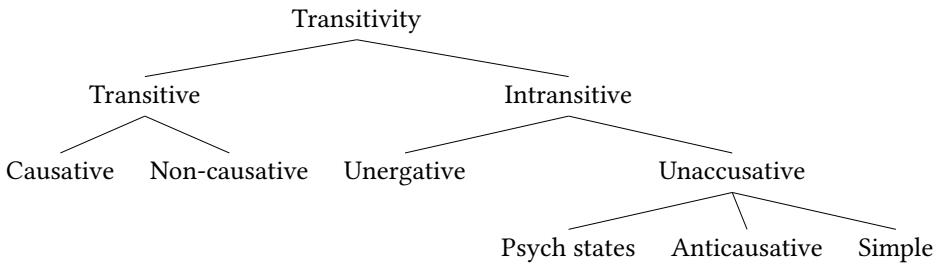 Transitivity
Transitive Intransitive
Causative Non-causative Unergative Unaccusative
Psych states Anticausative Simple